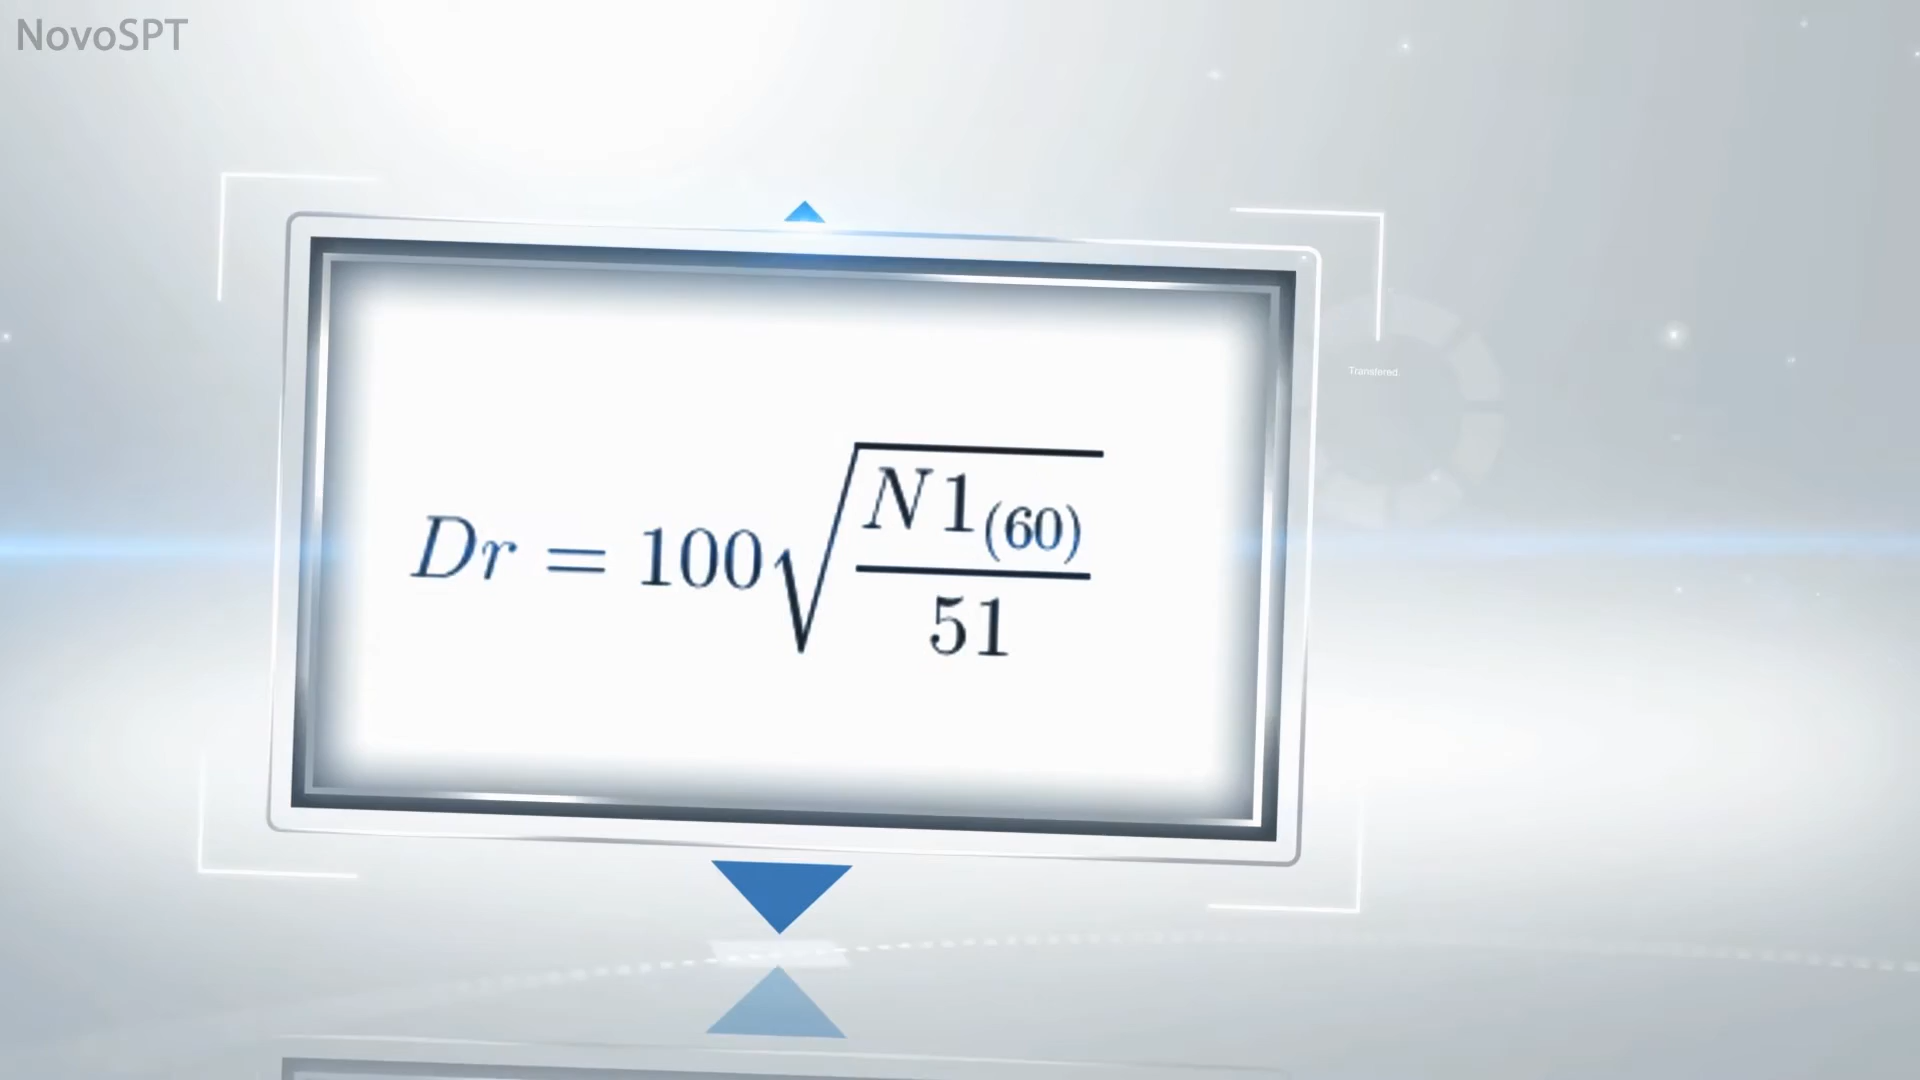 NovoSPT
Transfered.
Dr = 100√(N1₍₆₀₎/51)